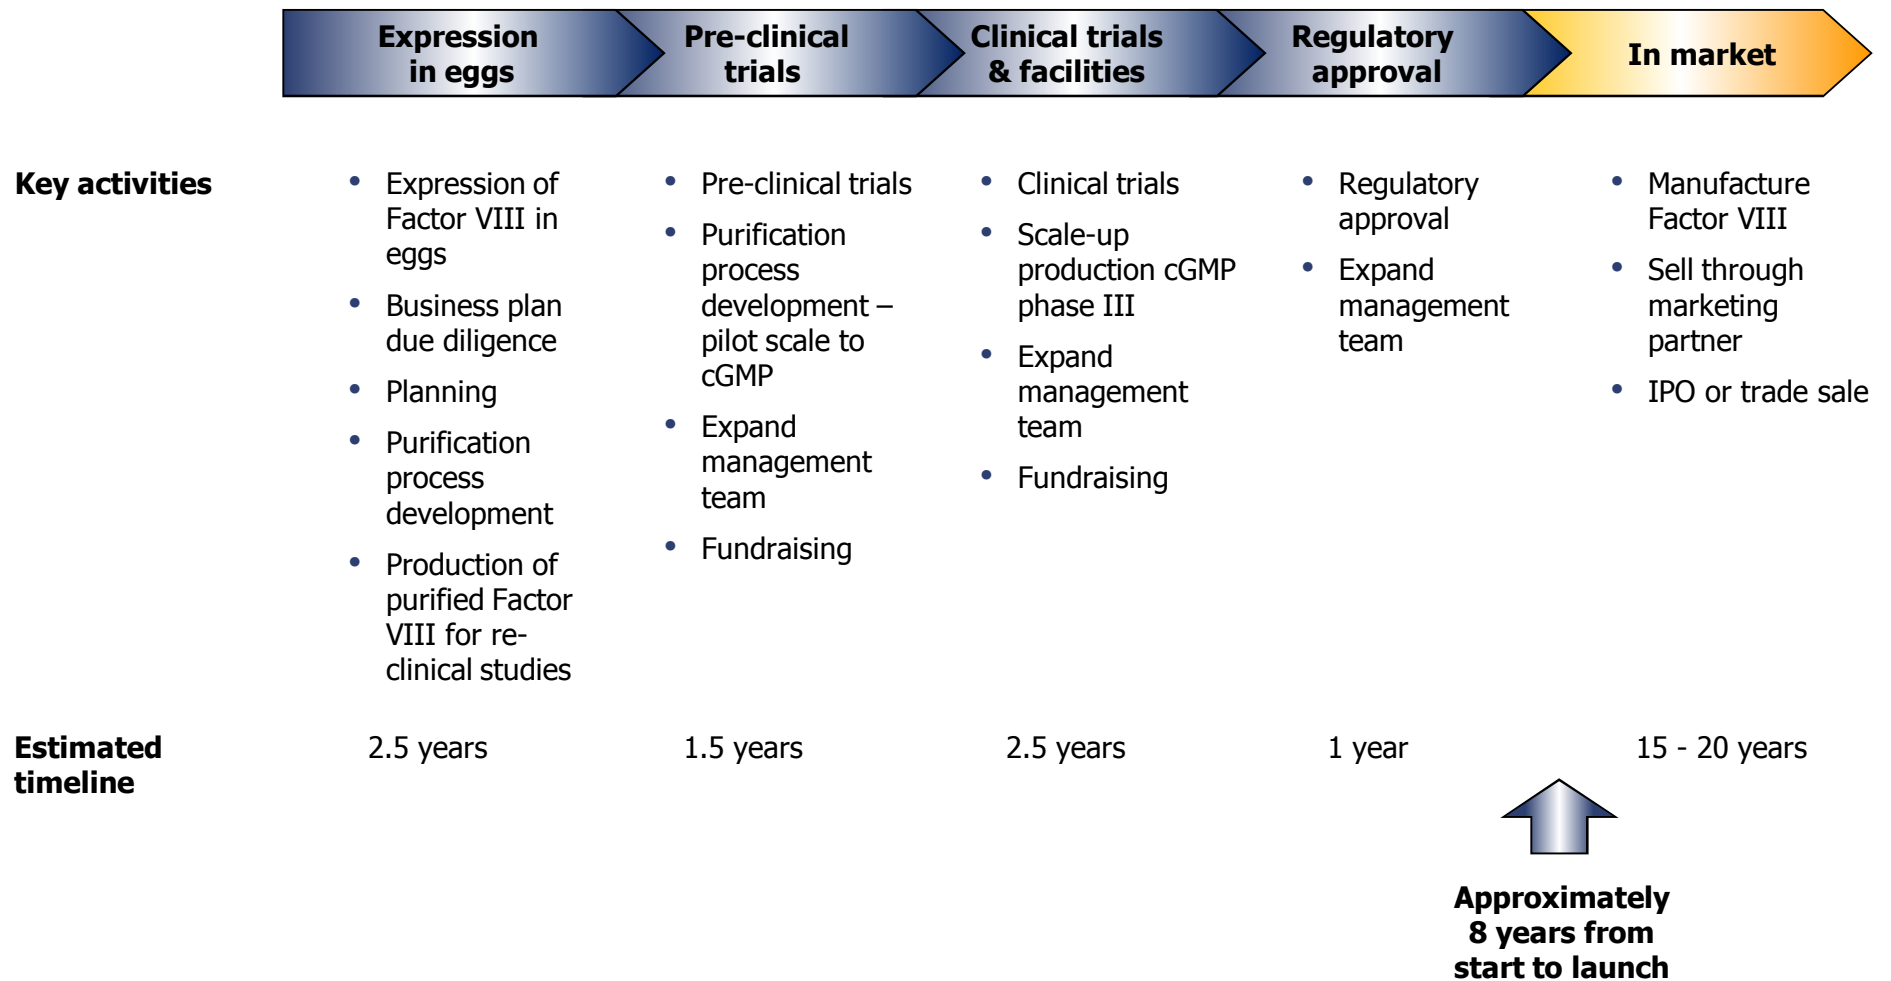 Expression
in eggs
Pre-clinical
trials
Clinical trials
& facilities
Regulatory
approval
In market
Key activities
• Expression of
Factor VIII in
eggs
• Business plan
due diligence
• Planning
• Purification
process
development
• Production of
purified Factor
VIII for re-
clinical studies
• Pre-clinical trials
• Purification
process
development –
pilot scale to
cGMP
• Expand
management
team
• Fundraising
• Clinical trials
• Scale-up
production cGMP
phase III
• Expand
management
team
• Fundraising
• Regulatory
approval
• Expand
management
team
• Manufacture
Factor VIII
• Sell through
marketing
partner
• IPO or trade sale
Estimated
timeline
2.5 years
1.5 years
2.5 years
1 year
15 - 20 years
Approximately
8 years from
start to launch